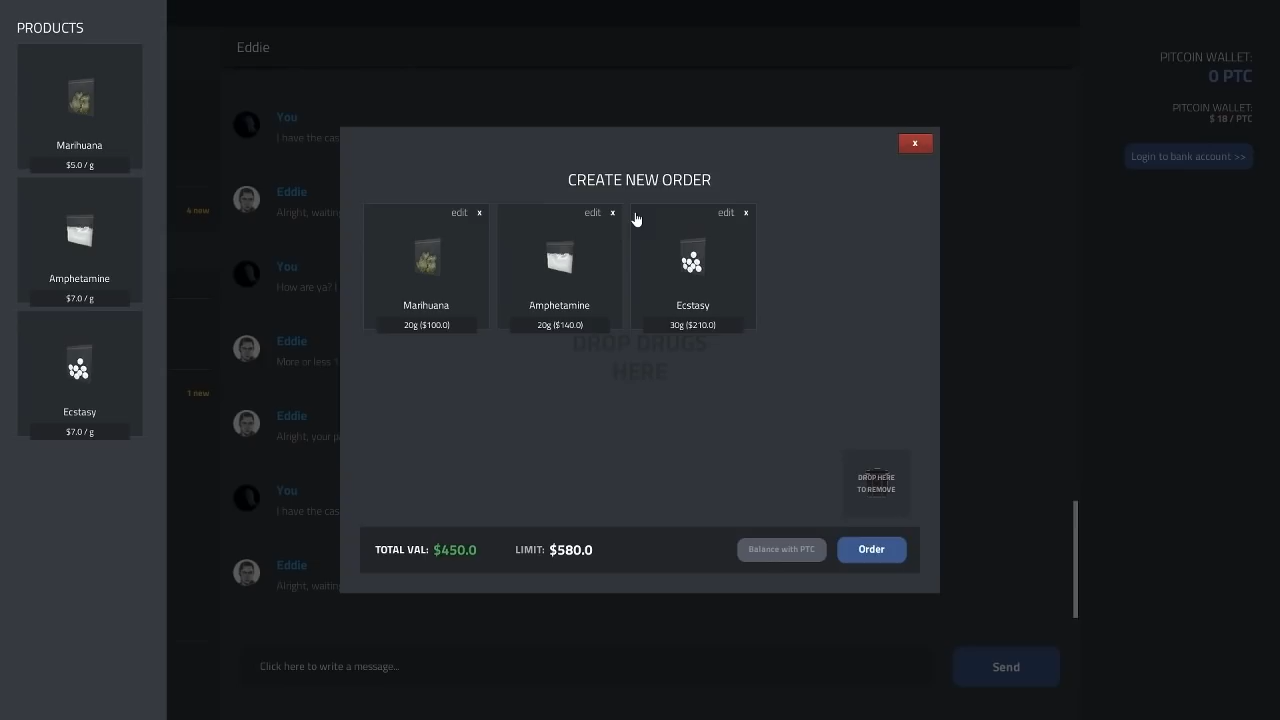 PRODUCTS
Marihuana
$5.0 / g
Amphetamine
$7.0 / g
Ecstasy
$7.0 / g
4 new
1 new
Eddie
You
I have the cas
Eddie
Alright, waitin
You
How are ya? I
Eddie
More or less
Eddie
Alright, your p
You
I have the cas
Eddie
Alright, waitin
Click here to write a message...
Send
x
CREATE NEW ORDER
edit x
Marihuana
20g ($100.0)
edit x
Amphetamine
20g ($140.0)
edit x
Ecstasy
30g ($210.0)
DROP DRUGS
HERE
DROP HERE
TO REMOVE
TOTAL VAL: $450.0
LIMIT: $580.0
Balance with PTC
Order
PITCOIN WALLET:
0 PTC
PITCOIN WALLET:
$ 18 / PTC
Login to bank account >>